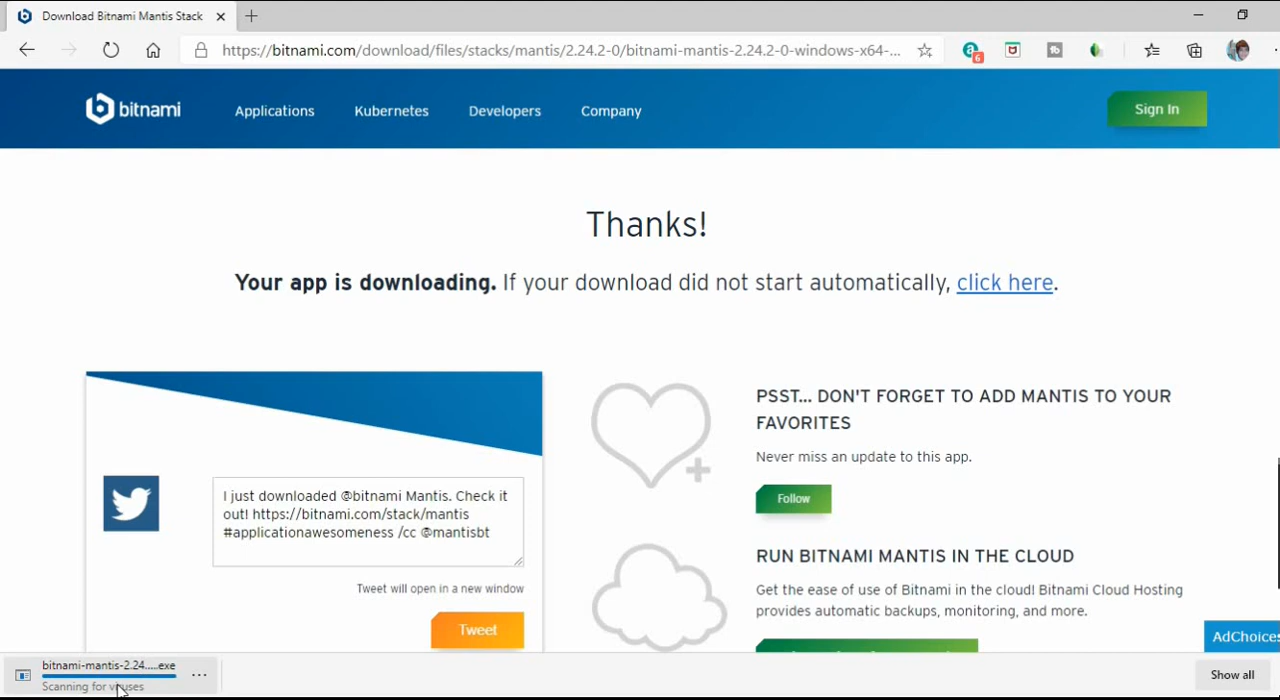 Download Bitnami Mantis Stack
https://bitnami.com/download/files/stacks/mantis/2.24.2-0/bitnami-mantis-2.24.2-0-windows-x64-...
6
bitnami
Applications
Kubernetes
Developers
Company
Sign In
Thanks!
Your app is downloading. If your download did not start automatically, click here.
I just downloaded @bitnami Mantis. Check it
out! https://bitnami.com/stack/mantis
#applicationawesomeness /cc @mantisbt
Tweet will open in a new window
Tweet
PSST... DON'T FORGET TO ADD MANTIS TO YOUR
FAVORITES
Never miss an update to this app.
Follow
RUN BITNAMI MANTIS IN THE CLOUD
Get the ease of use of Bitnami in the cloud! Bitnami Cloud Hosting
provides automatic backups, monitoring, and more.
AdChoices
bitnami-mantis-2.24.....exe
Scanning for viruses
Show all